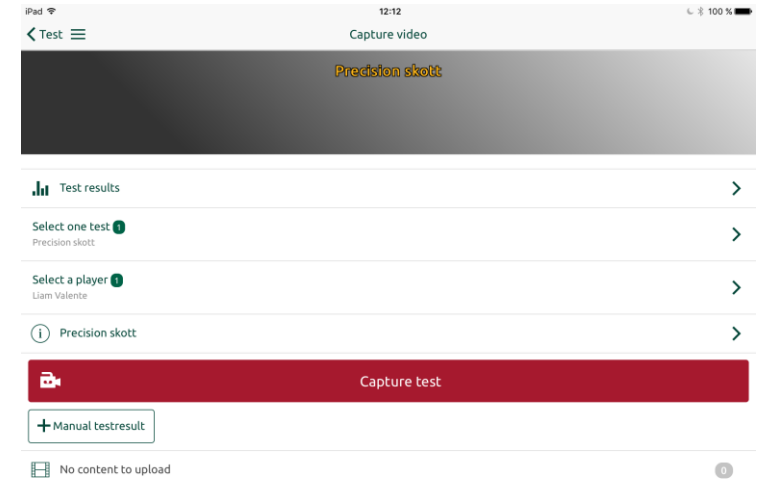 iPad 12:12 100 %
Test Capture video
Precision skott
Test results
Select one test 1
Precision skott
Select a player 1
Liam Valente
i Precision skott
Capture test
+Manual testresult
No content to upload 0